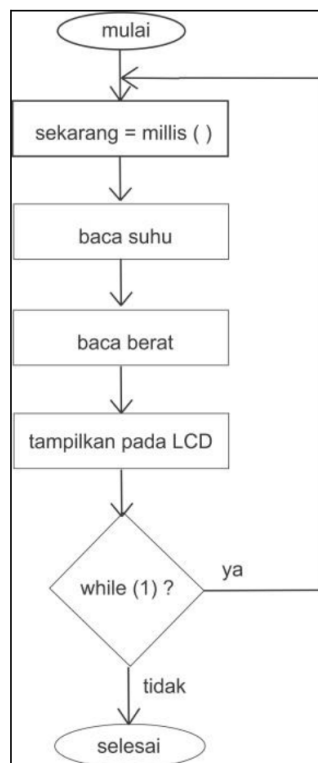 mulai
sekarang = millis ( )
baca suhu
baca berat
tampilkan pada LCD
while (1) ?
ya
tidak
selesai